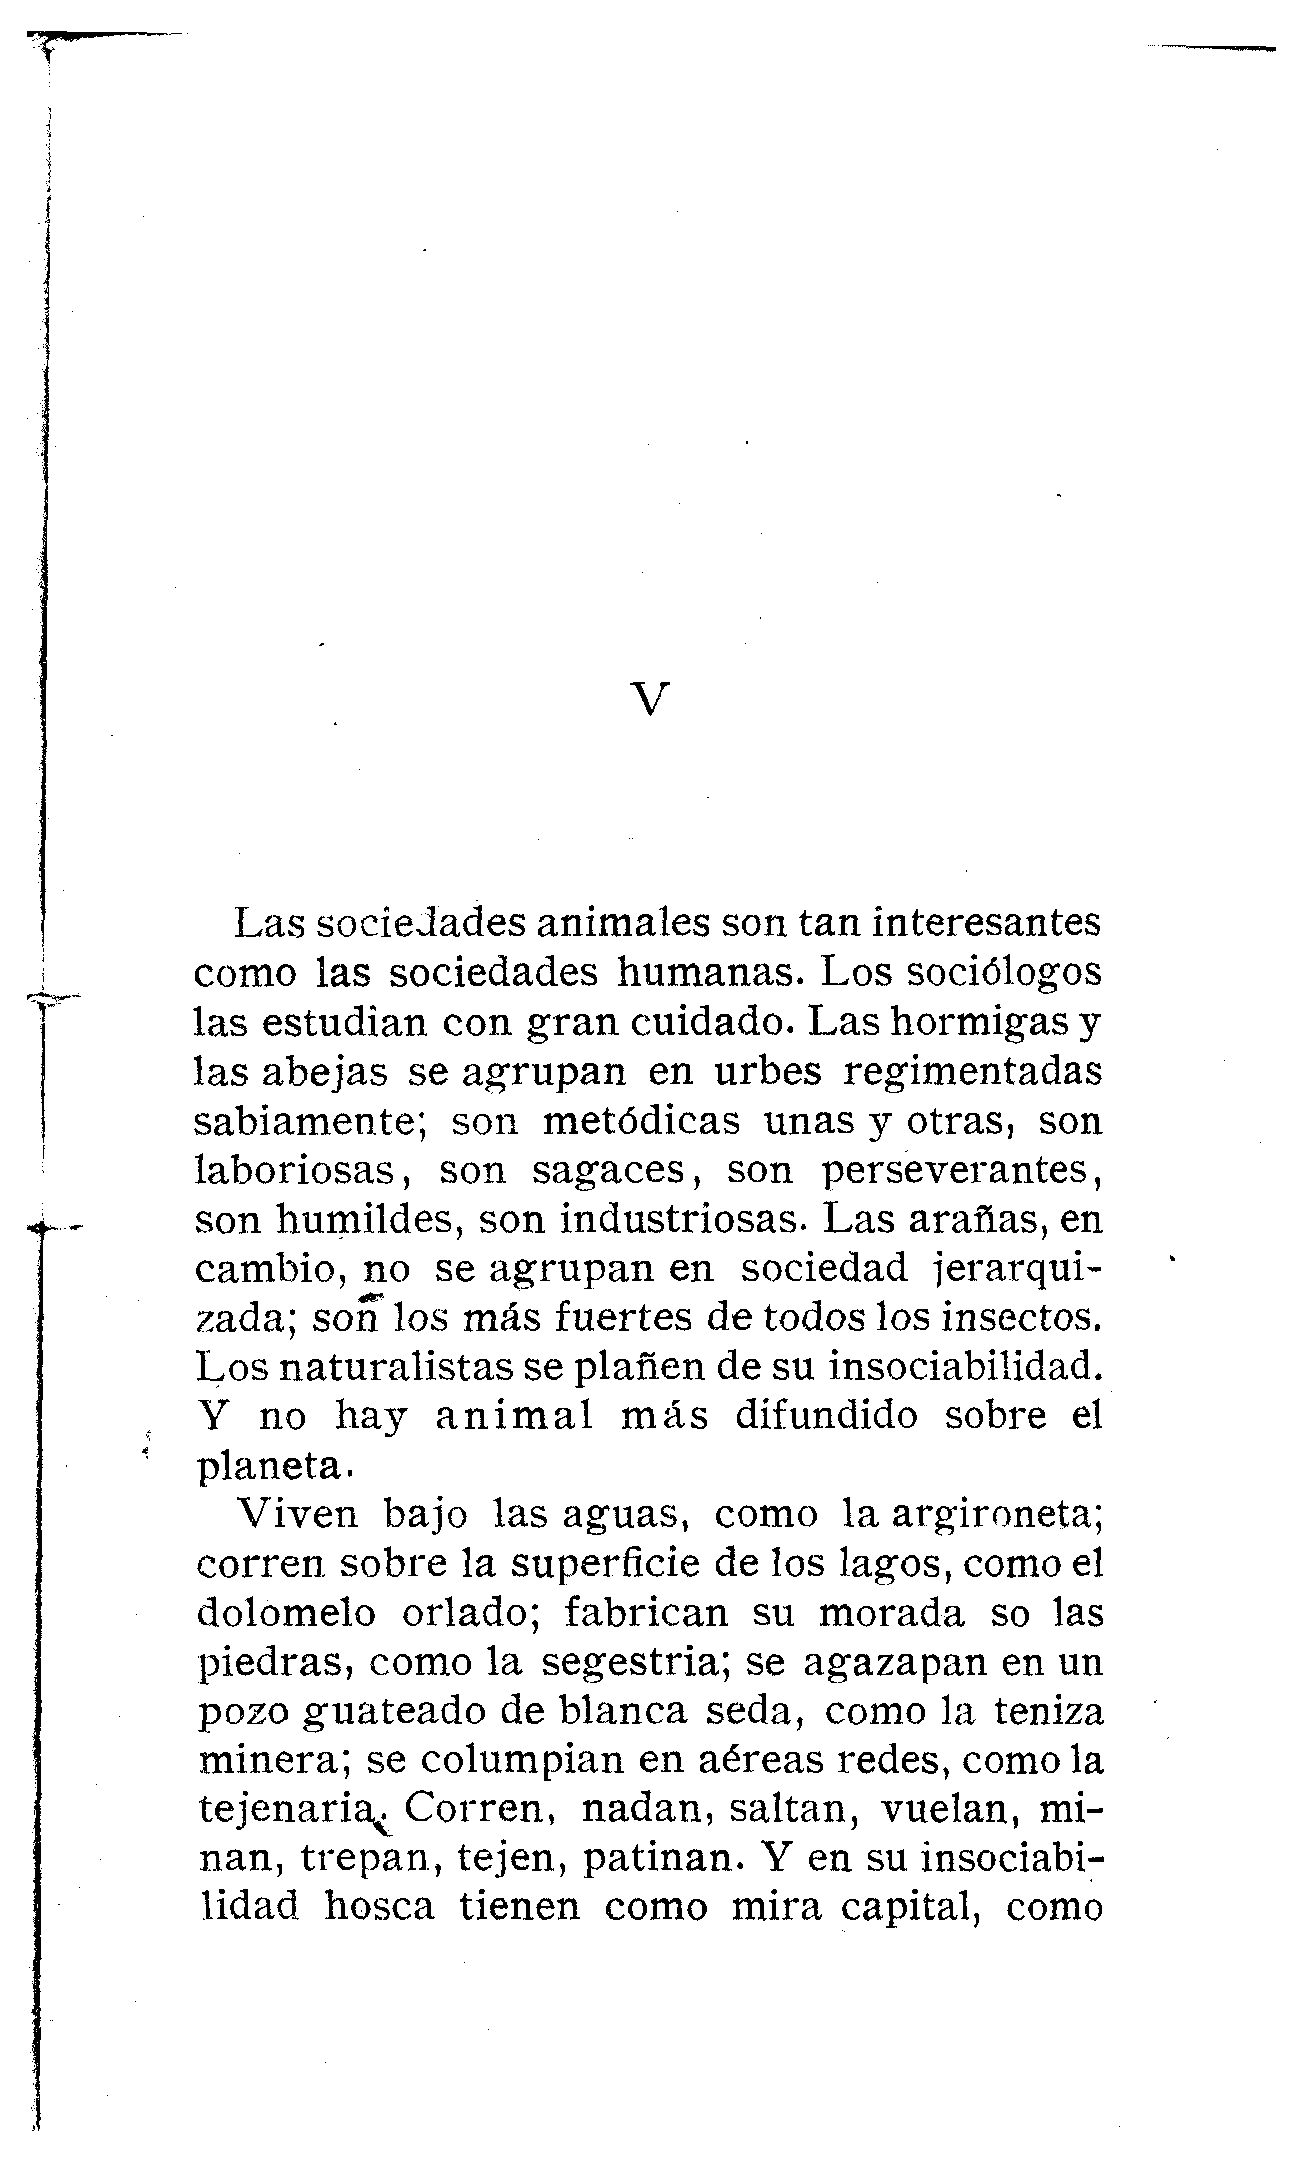 V
Las sociedades animales son tan interesantes
como las sociedades humanas. Los sociólogos
las estudian con gran cuidado. Las hormigas y
las abejas se agrupan en urbes regimentadas
sabiamente; son metódicas unas y otras, son
laboriosas, son sagaces, son perseverantes,
son humildes, son industriosas. Las arañas, en
cambio, no se agrupan en sociedad jerarqui-
zada; son los más fuertes de todos los insectos.
Los naturalistas se plañen de su insociabilidad.
Y no hay animal más difundido sobre el
planeta.
Viven bajo las aguas, como la argironeta;
corren sobre la superficie de los lagos, como el
dolomelo orlado; fabrican su morada so las
piedras, como la segestria; se agazapan en un
pozo guateado de blanca seda, como la teniza
minera; se columpian en aéreas redes, como la
tejenaria. Corren, nadan, saltan, vuelan, mi-
nan, trepan, tejen, patinan. Y en su insociabi-
lidad hosca tienen como mira capital, como